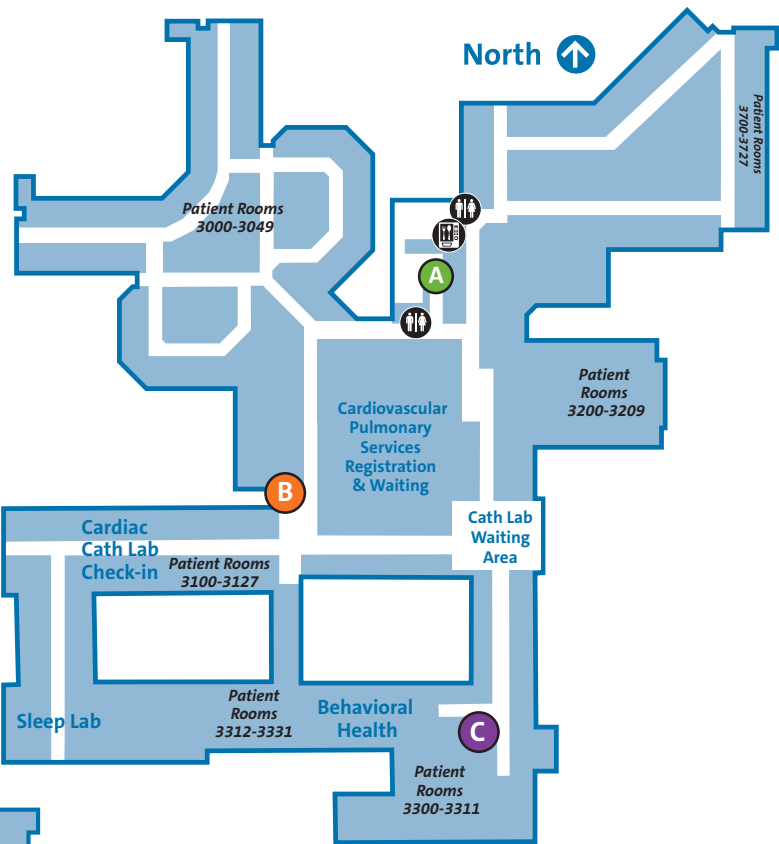 North
Patient Rooms
3700-3727
Patient Rooms
3000-3049
A
Patient
Rooms
3200-3209
Cardiovascular
Pulmonary
Services
Registration
& Waiting
B
Cath Lab
Waiting
Area
Cardiac
Cath Lab
Check-in
Patient Rooms
3100-3127
Patient
Rooms
3312-3331
Behavioral
Health
Sleep Lab
C
Patient
Rooms
3300-3311